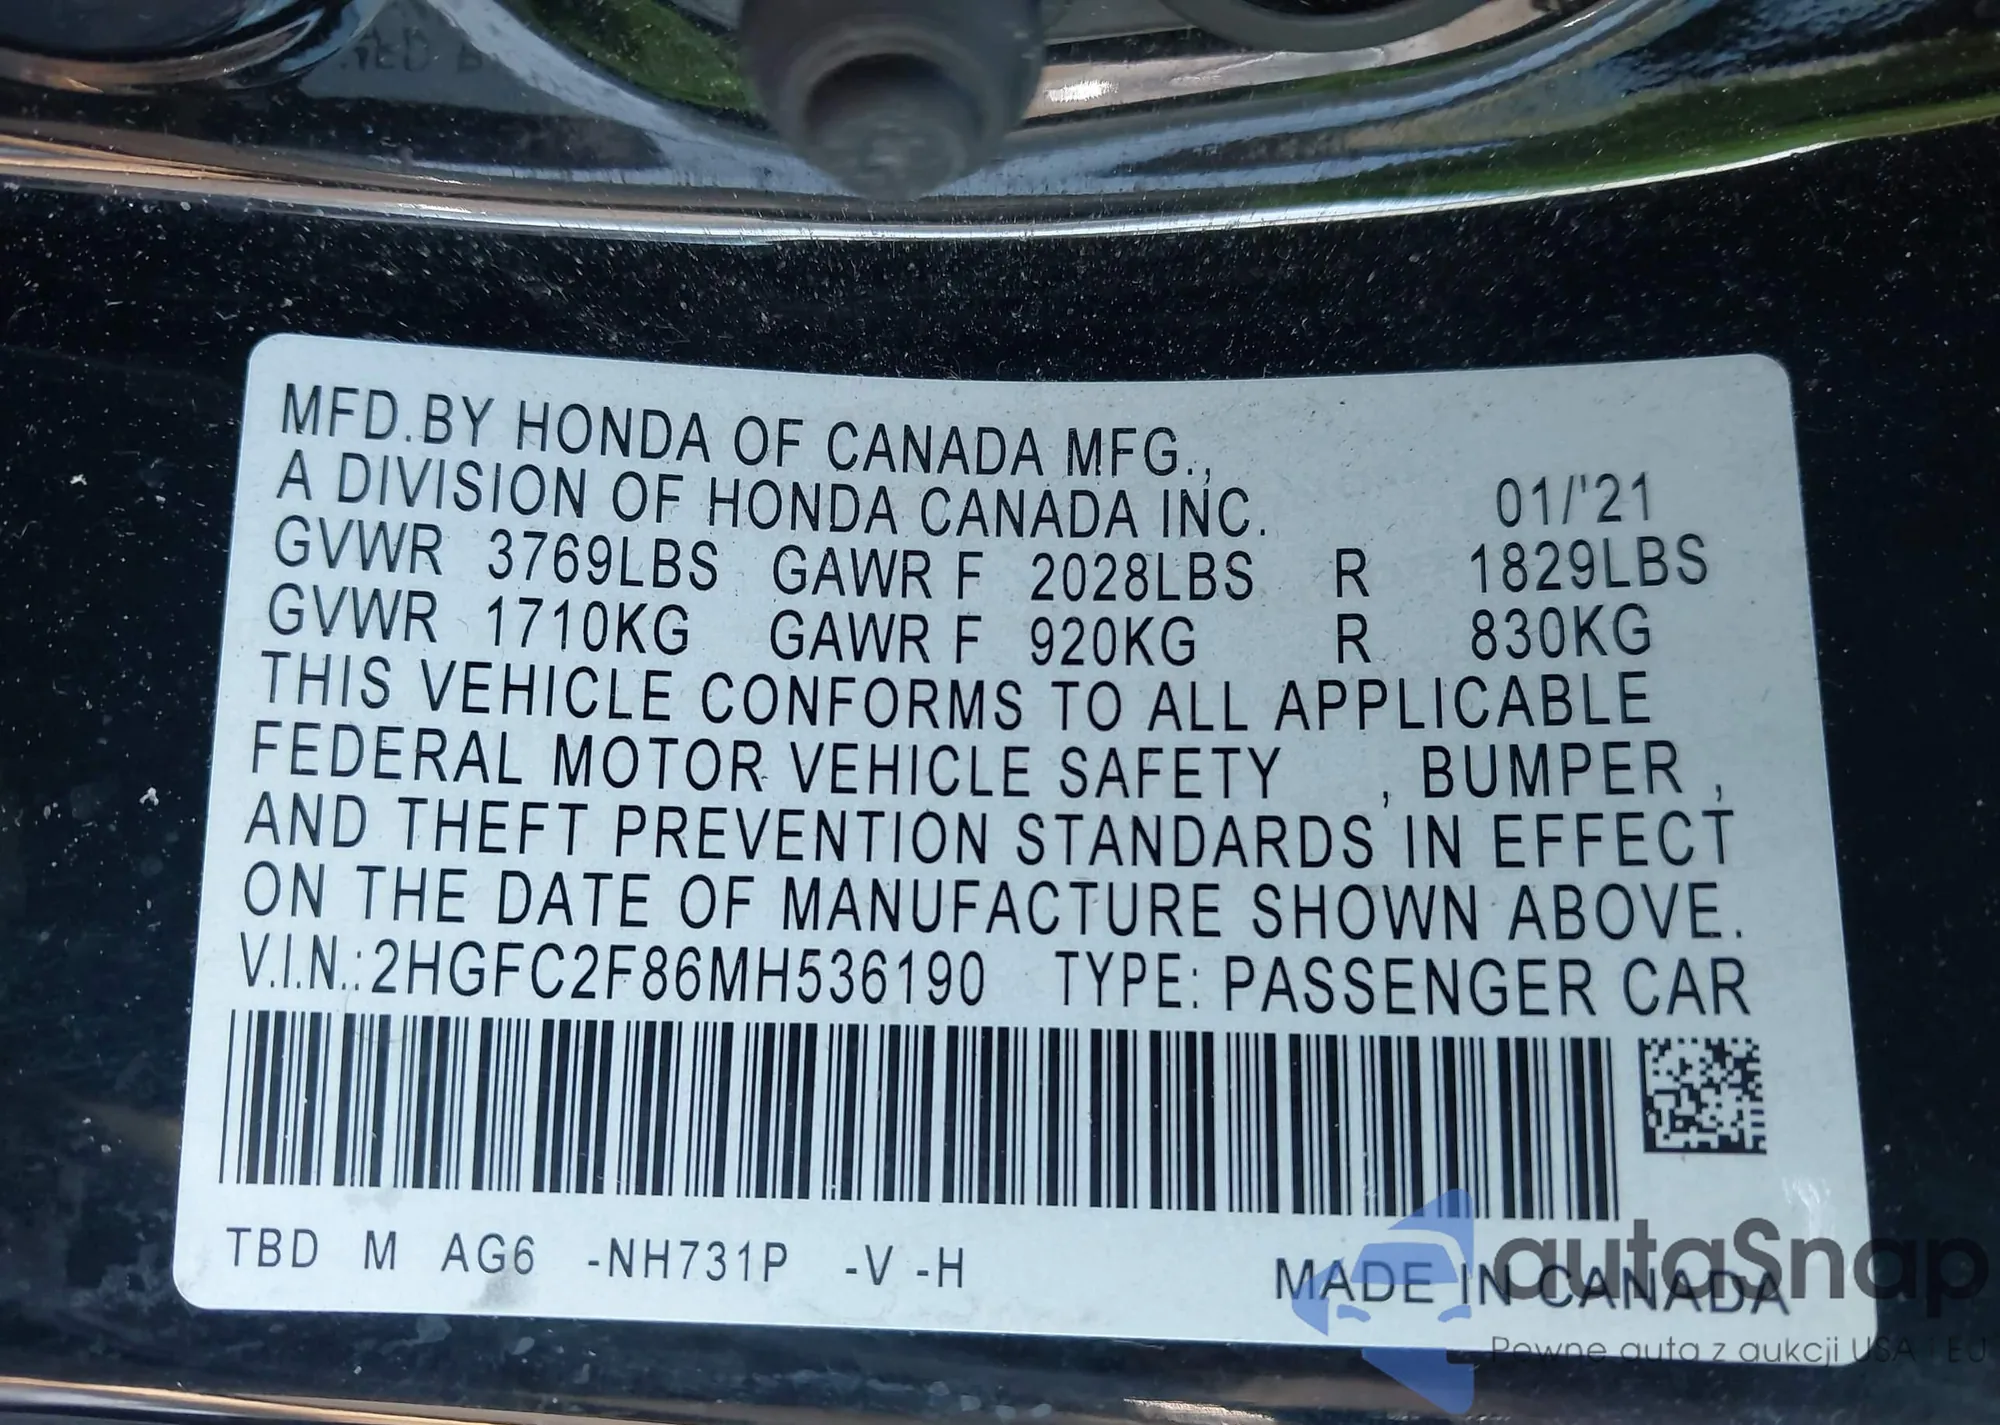 MFD.BY HONDA OF CANADA MFG.,
A DIVISION OF HONDA CANADA INC. 01/'21
GVWR 3769LBS GAWR F 2028LBS R 1829LBS
GVWR 1710KG GAWR F 920KG R 830KG
THIS VEHICLE CONFORMS TO ALL APPLICABLE
FEDERAL MOTOR VEHICLE SAFETY , BUMPER ,
AND THEFT PREVENTION STANDARDS IN EFFECT
ON THE DATE OF MANUFACTURE SHOWN ABOVE.
V.I.N.:2HGFC2F86MH536190 TYPE: PASSENGER CAR
TBD M AG6 -NH731P -V -H
MADE IN CANADA
autaSnap
Pewne auta z aukcji USA i EU